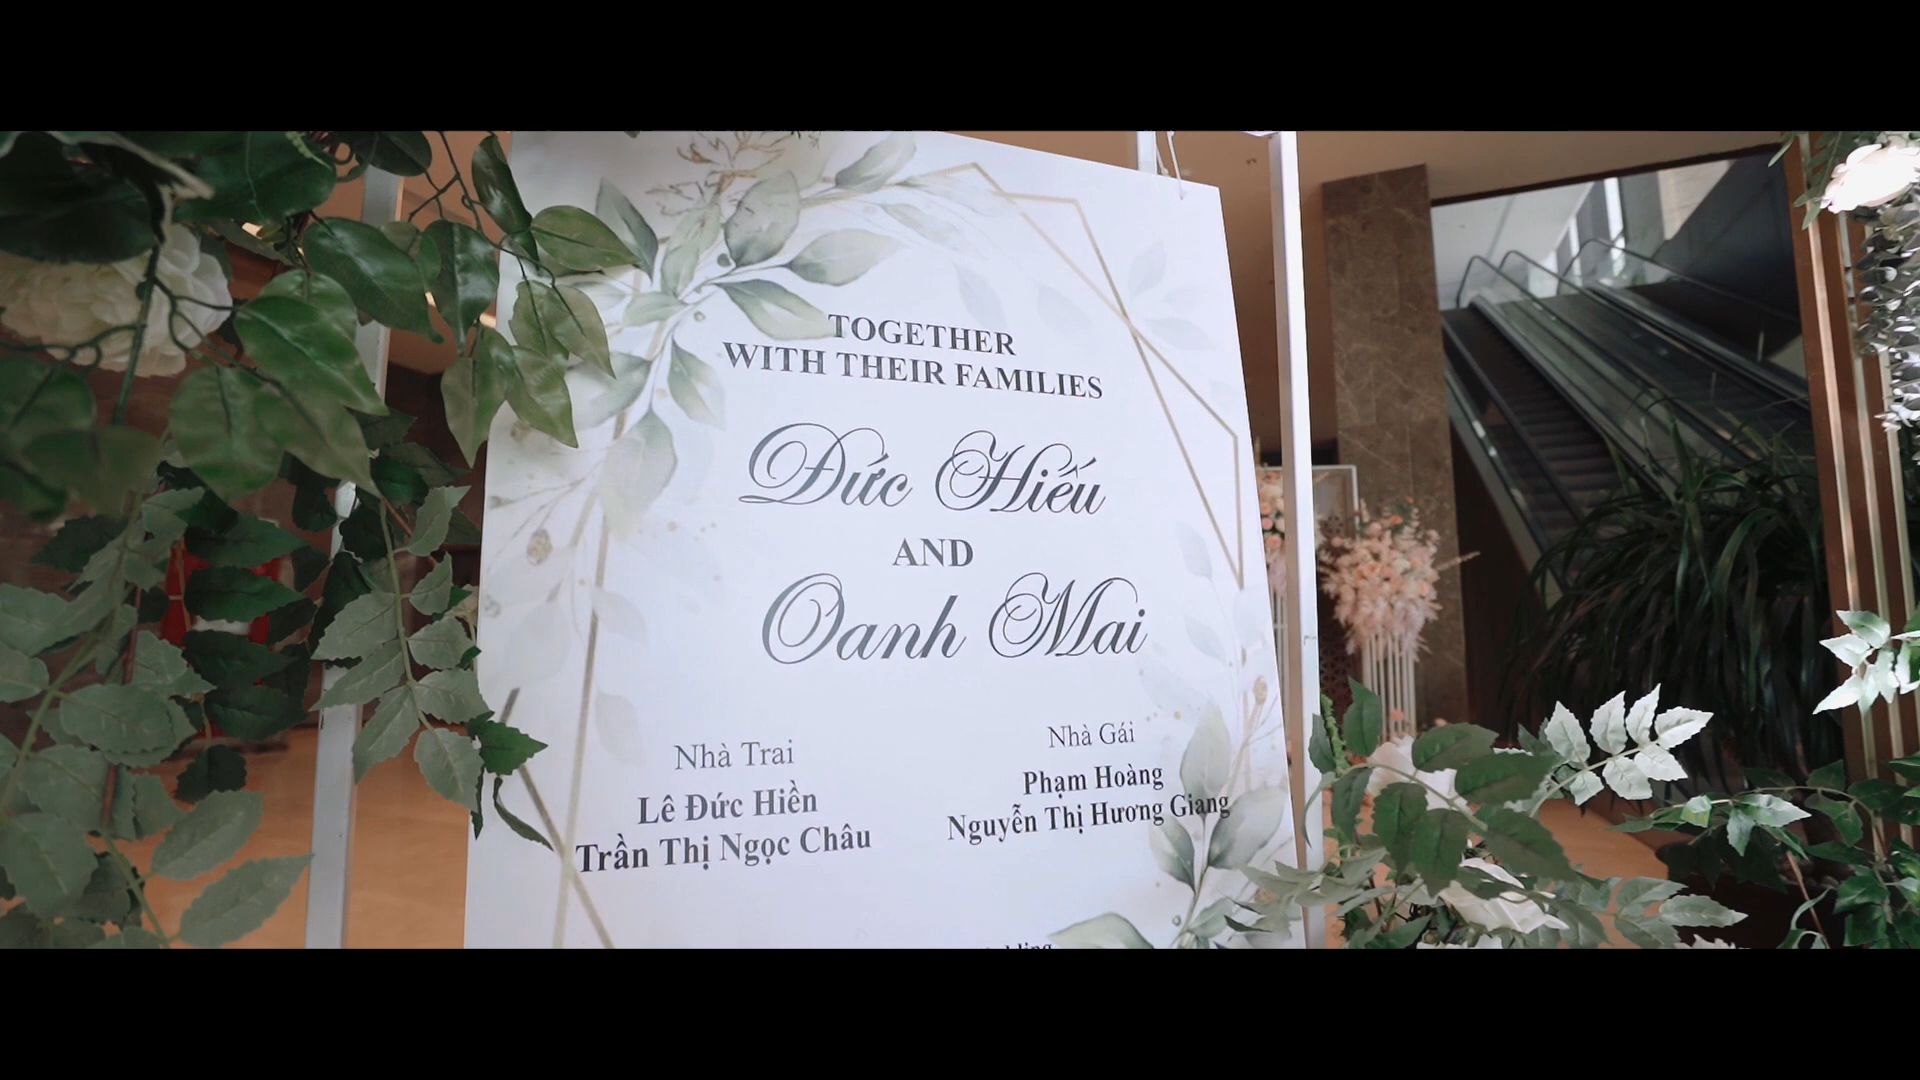 TOGETHER
WITH THEIR FAMILIES
Đức Hiếu
AND
Oanh Mai
Nhà Trai
Lê Đức Hiền
Trần Thị Ngọc Châu
Nhà Gái
Phạm Hoàng
Nguyễn Thị Hương Giang